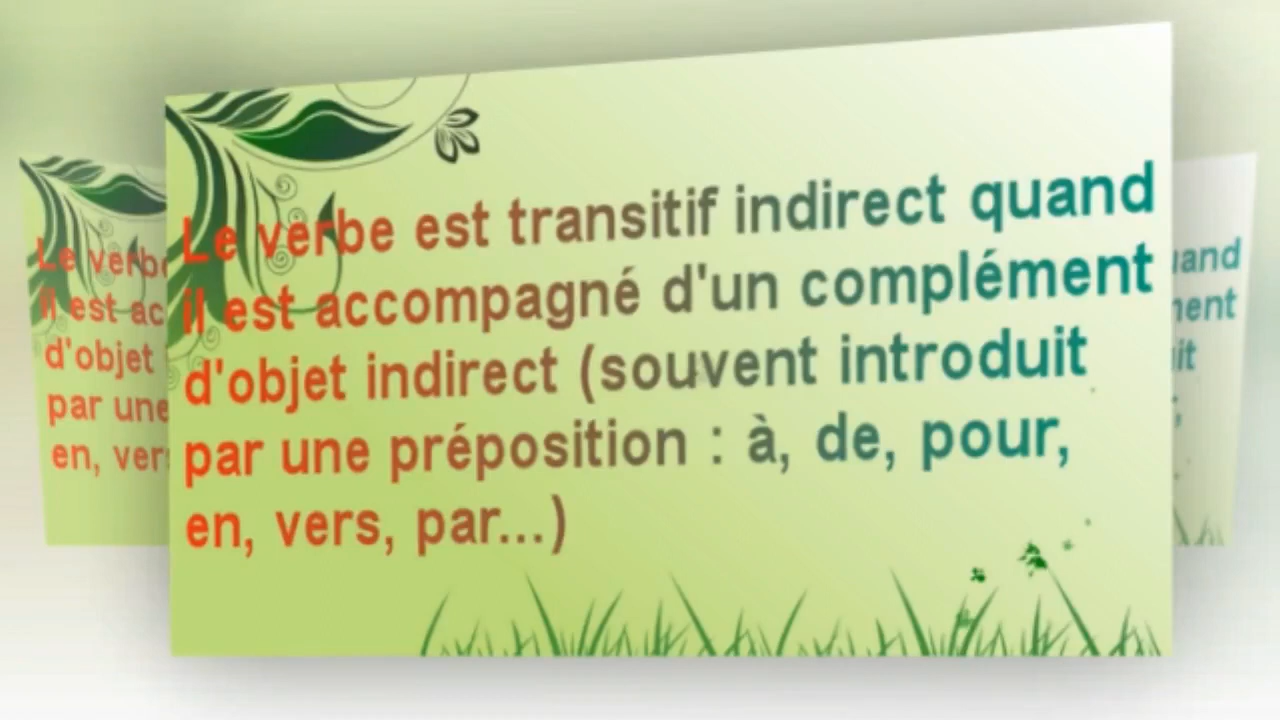 Le verbe est transitif indirect quand
il est accompagné d'un complément
d'objet indirect (souvent introduit
par une préposition : à, de, pour,
en, vers, par...)